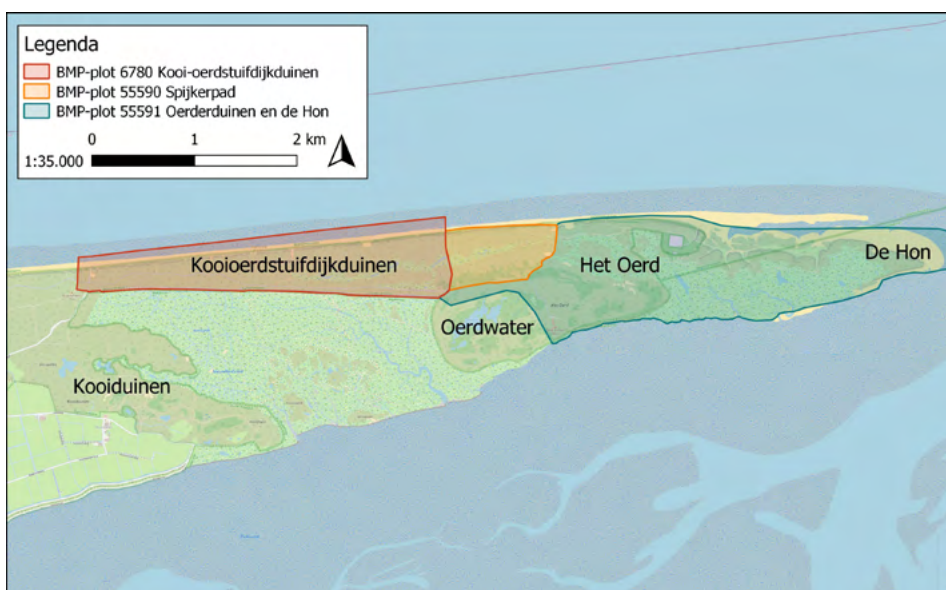 Legenda
BMP-plot 6780 Kooi-oerdstuifdijkduinen
BMP-plot 55590 Spijkerpad
BMP-plot 55591 Oerderduinen en de Hon
0 1 2 km
1:35.000
Kooioerdstuifdijkduinen
Het Oerd
De Hon
Oerdwater
Kooiduinen